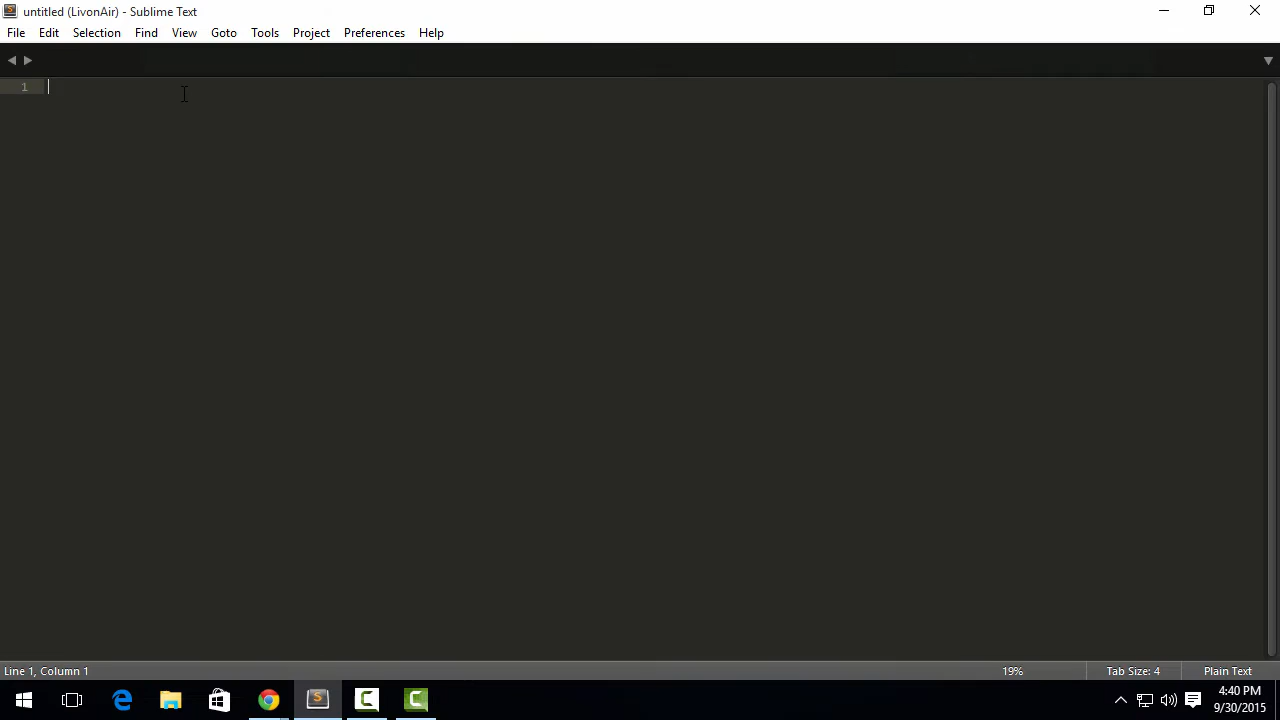 untitled (LivonAir) - Sublime Text
File Edit Selection Find View Goto Tools Project Preferences Help
1
Line 1, Column 1 19% Tab Size: 4 Plain Text
4:40 PM
9/30/2015